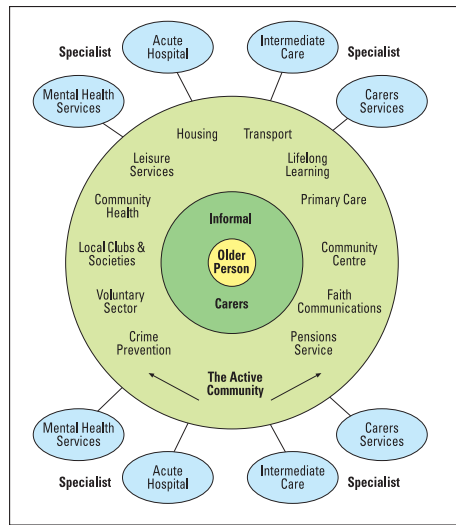 Specialist
Acute
Hospital
Intermediate
Care
Specialist
Mental Health
Services
Carers
Services
Housing
Transport
Leisure
Services
Lifelong
Learning
Community
Health
Primary Care
Informal
Local Clubs &
Societies
Older
Person
Community
Centre
Voluntary
Sector
Carers
Faith
Communications
Crime
Prevention
Pensions
Service
The Active
Community
Mental Health
Services
Carers
Services
Specialist
Acute
Hospital
Intermediate
Care
Specialist